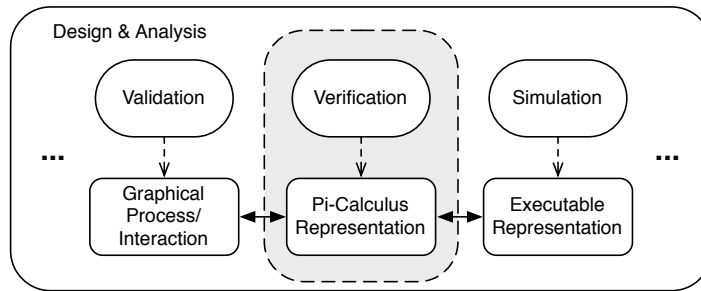 Design & Analysis
Validation
Verification
Simulation
...
...
Graphical
Process/
Interaction
Pi-Calculus
Representation
Executable
Representation